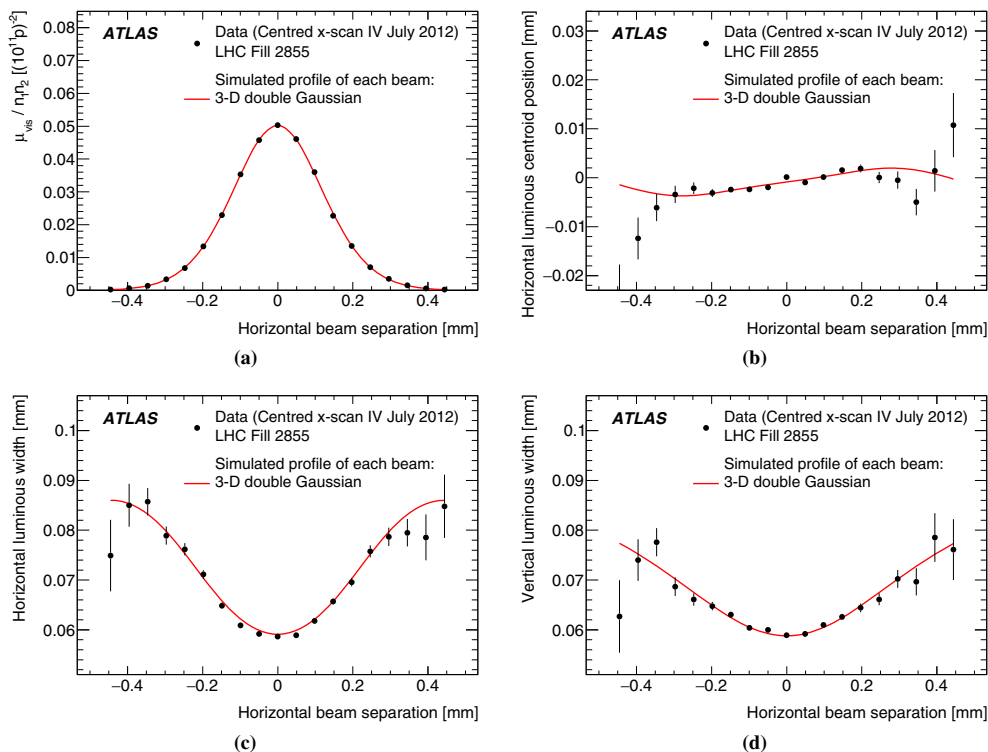 ATLAS
Data (Centred x-scan IV July 2012)
LHC Fill 2855
Simulated profile of each beam:
3-D double Gaussian
μvis / n1n2 [(10^11p)^-2]
0.08
0.07
0.06
0.05
0.04
0.03
0.02
0.01
0
−0.4
−0.2
0
0.2
0.4
Horizontal beam separation [mm]
(a)
ATLAS
Data (Centred x-scan IV July 2012)
LHC Fill 2855
Simulated profile of each beam:
3-D double Gaussian
Horizontal luminous centroid position [mm]
0.03
0.02
0.01
0
−0.01
−0.02
−0.4
−0.2
0
0.2
0.4
Horizontal beam separation [mm]
(b)
ATLAS
Data (Centred x-scan IV July 2012)
LHC Fill 2855
Simulated profile of each beam:
3-D double Gaussian
Horizontal luminous width [mm]
0.1
0.09
0.08
0.07
0.06
−0.4
−0.2
0
0.2
0.4
Horizontal beam separation [mm]
(c)
ATLAS
Data (Centred x-scan IV July 2012)
LHC Fill 2855
Simulated profile of each beam:
3-D double Gaussian
Vertical luminous width [mm]
0.1
0.09
0.08
0.07
0.06
−0.4
−0.2
0
0.2
0.4
Horizontal beam separation [mm]
(d)